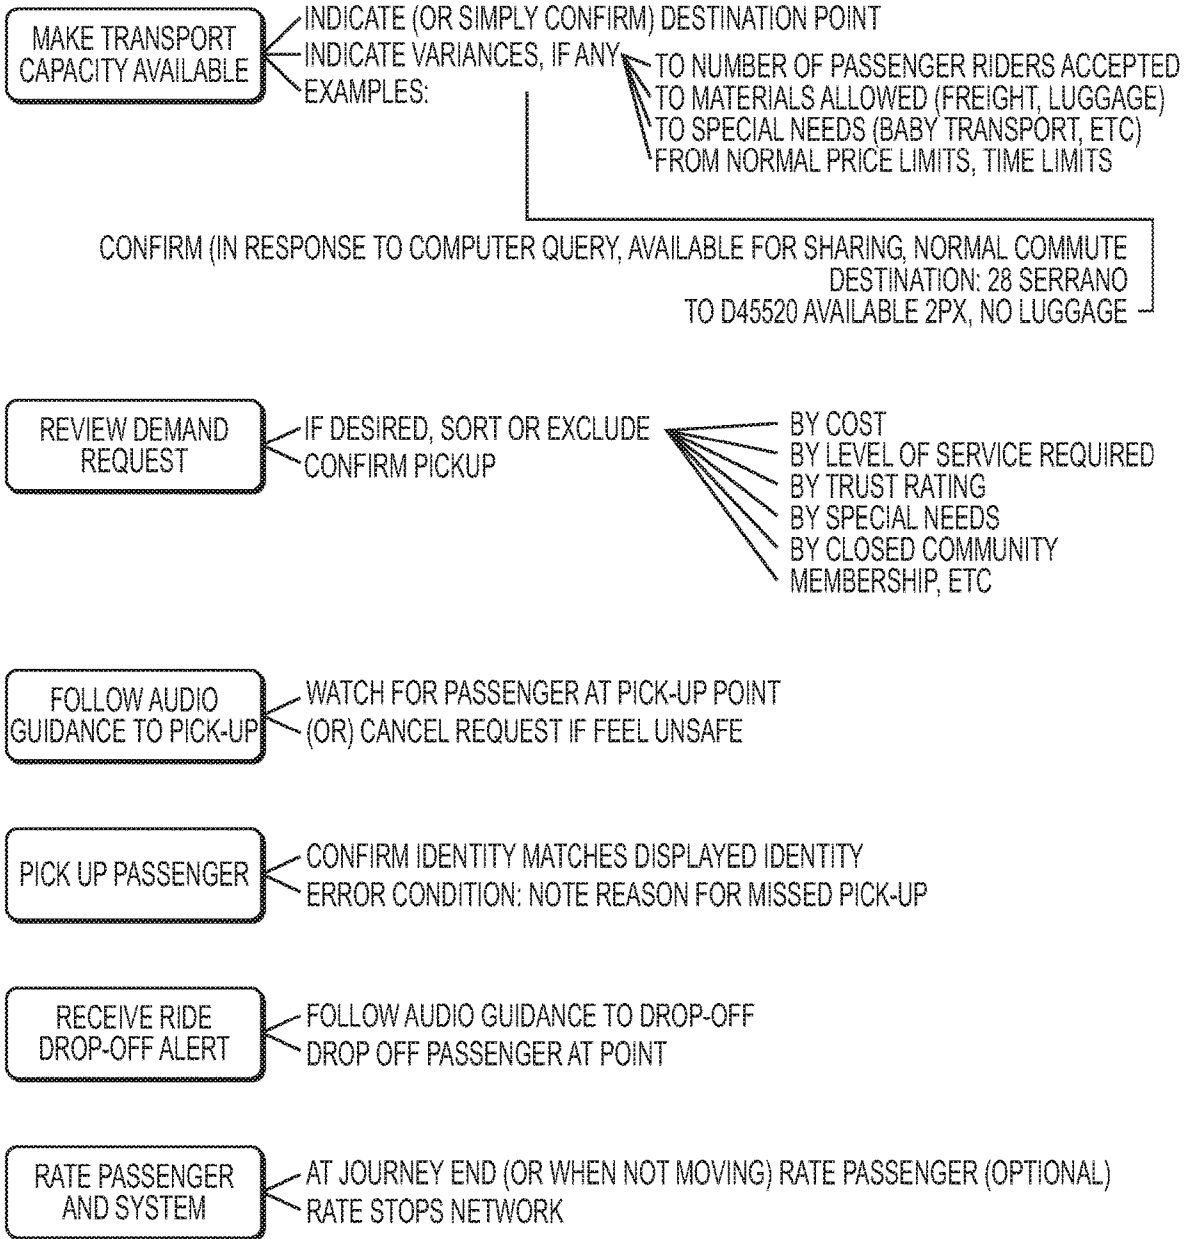 MAKE TRANSPORT
CAPACITY AVAILABLE
INDICATE (OR SIMPLY CONFIRM) DESTINATION POINT
INDICATE VARIANCES, IF ANY
EXAMPLES:
TO NUMBER OF PASSENGER RIDERS ACCEPTED
TO MATERIALS ALLOWED (FREIGHT, LUGGAGE)
TO SPECIAL NEEDS (BABY TRANSPORT, ETC)
FROM NORMAL PRICE LIMITS, TIME LIMITS
CONFIRM (IN RESPONSE TO COMPUTER QUERY, AVAILABLE FOR SHARING, NORMAL COMMUTE
DESTINATION: 28 SERRANO
TO D45520 AVAILABLE 2PX, NO LUGGAGE
REVIEW DEMAND
REQUEST
IF DESIRED, SORT OR EXCLUDE
CONFIRM PICKUP
BY COST
BY LEVEL OF SERVICE REQUIRED
BY TRUST RATING
BY SPECIAL NEEDS
BY CLOSED COMMUNITY
MEMBERSHIP, ETC
FOLLOW AUDIO
GUIDANCE TO PICK-UP
WATCH FOR PASSENGER AT PICK-UP POINT
(OR) CANCEL REQUEST IF FEEL UNSAFE
PICK UP PASSENGER
CONFIRM IDENTITY MATCHES DISPLAYED IDENTITY
ERROR CONDITION: NOTE REASON FOR MISSED PICK-UP
RECEIVE RIDE
DROP-OFF ALERT
FOLLOW AUDIO GUIDANCE TO DROP-OFF
DROP OFF PASSENGER AT POINT
RATE PASSENGER
AND SYSTEM
AT JOURNEY END (OR WHEN NOT MOVING) RATE PASSENGER (OPTIONAL)
RATE STOPS NETWORK